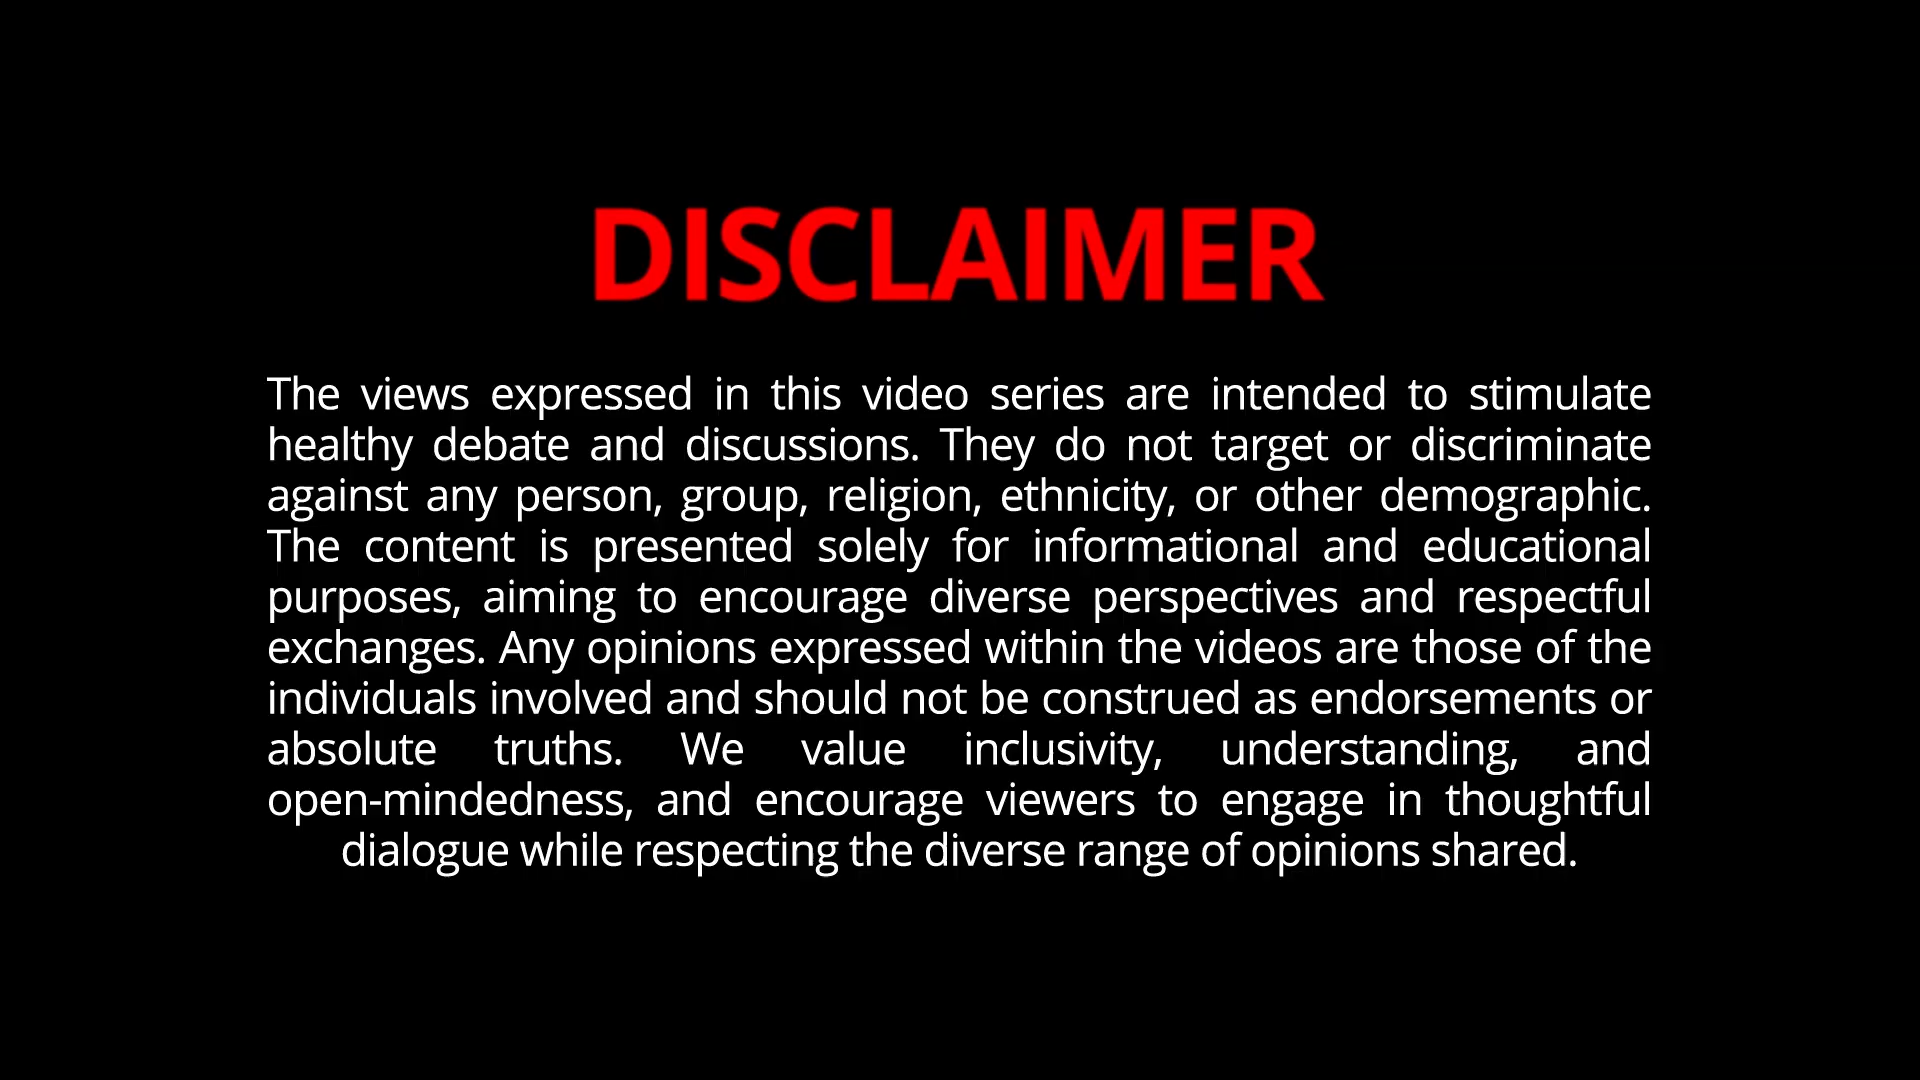 DISCLAIMER
The views expressed in this video series are intended to stimulate
healthy debate and discussions. They do not target or discriminate
against any person, group, religion, ethnicity, or other demographic.
The content is presented solely for informational and educational
purposes, aiming to encourage diverse perspectives and respectful
exchanges. Any opinions expressed within the videos are those of the
individuals involved and should not be construed as endorsements or
absolute truths. We value inclusivity, understanding, and
open-mindedness, and encourage viewers to engage in thoughtful
dialogue while respecting the diverse range of opinions shared.